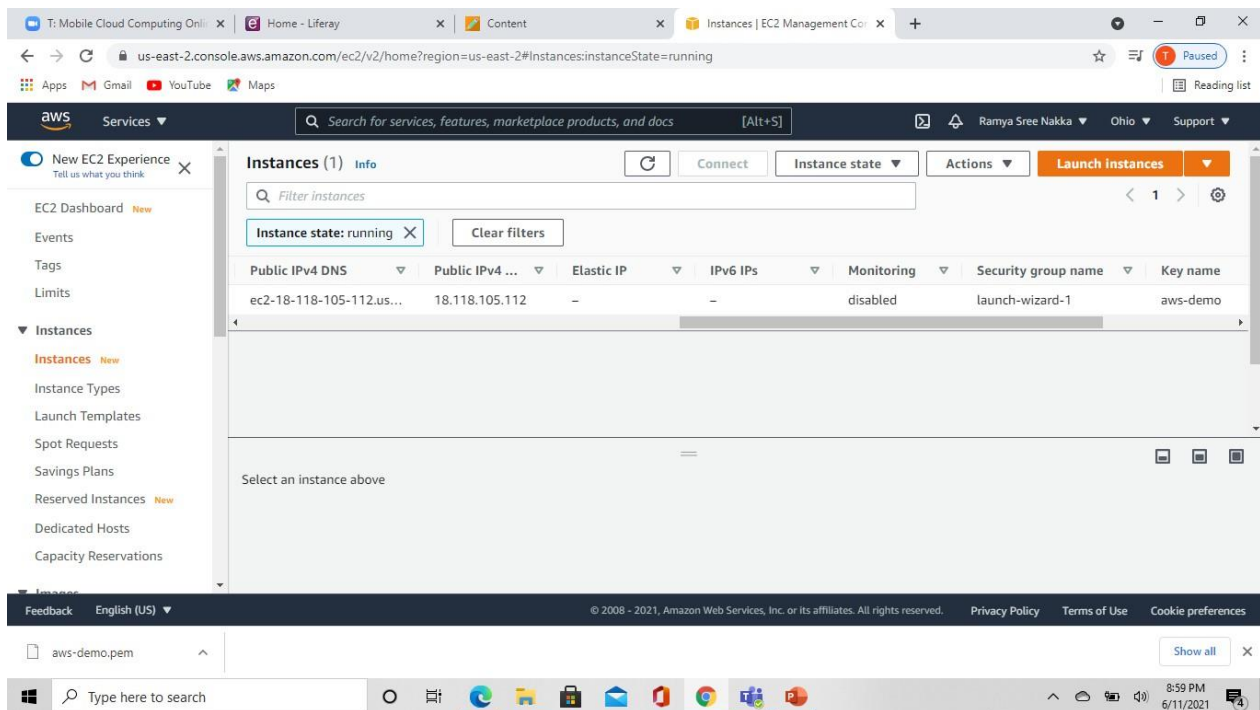 T: Mobile Cloud Computing Onli
Home - Liferay
Content
Instances | EC2 Management Co
us-east-2.console.aws.amazon.com/ec2/v2/home?region=us-east-2#Instances:instanceState=running
T Paused
Apps Gmail YouTube Maps Reading list
aws Services ▼ Search for services, features, marketplace products, and docs [Alt+S] Ramya Sree Nakka ▼ Ohio ▼ Support ▼
New EC2 Experience
Tell us what you think
EC2 Dashboard New
Events
Tags
Limits
Instances
Instances New
Instance Types
Launch Templates
Spot Requests
Savings Plans
Reserved Instances New
Dedicated Hosts
Capacity Reservations
Images
Instances (1) Info Connect Instance state ▼ Actions ▼ Launch instances ▼
Filter instances < 1 >
Instance state: running Clear filters
Public IPv4 DNS Public IPv4 ... Elastic IP IPv6 IPs Monitoring Security group name Key name
ec2-18-118-105-112.us... 18.118.105.112 – – disabled launch-wizard-1 aws-demo
Select an instance above
Feedback English (US) ▼ © 2008 - 2021, Amazon Web Services, Inc. or its affiliates. All rights reserved. Privacy Policy Terms of Use Cookie preferences
aws-demo.pem Show all
Type here to search
8:59 PM
6/11/2021
4